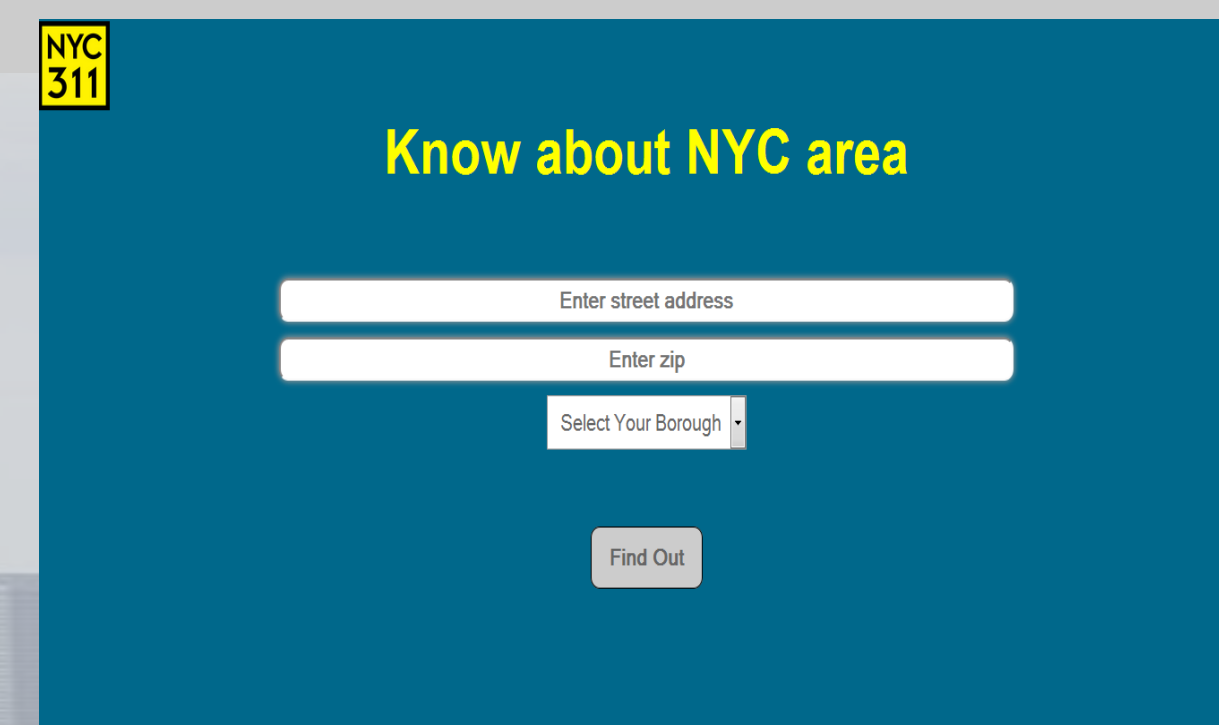 NYC
311
Know about NYC area
Enter street address
Enter zip
Select Your Borough
Find Out